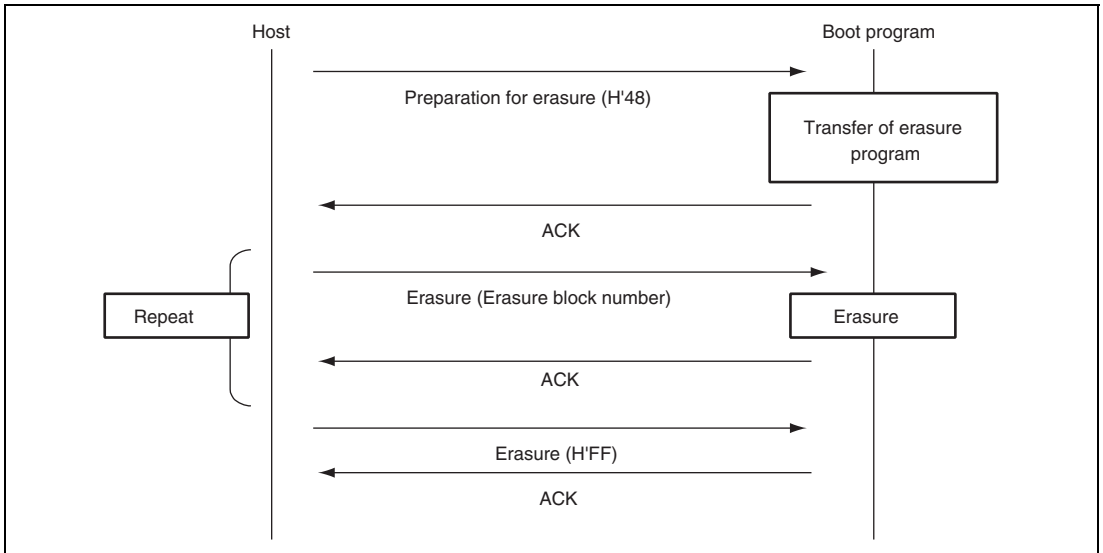 Host
Boot program
Preparation for erasure (H'48)
Transfer of erasure
program
ACK
Erasure (Erasure block number)
Repeat
Erasure
ACK
Erasure (H'FF)
ACK